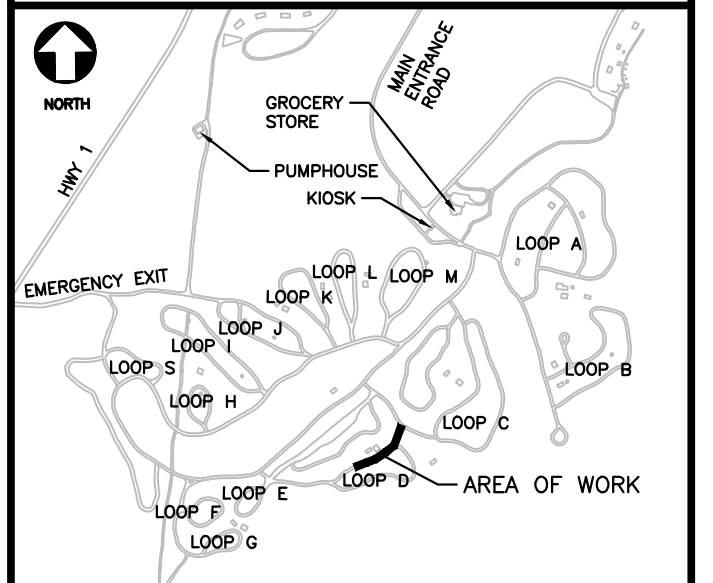 NORTH
HWY 1
MAIN
ENTRANCE
ROAD
GROCERY
STORE
PUMPHOUSE
KIOSK
LOOP A
LOOP L
LOOP M
EMERGENCY EXIT
LOOP K
LOOP J
LOOP I
LOOP S
LOOP B
LOOP H
LOOP C
LOOP D
AREA OF WORK
LOOP E
LOOP F
LOOP G